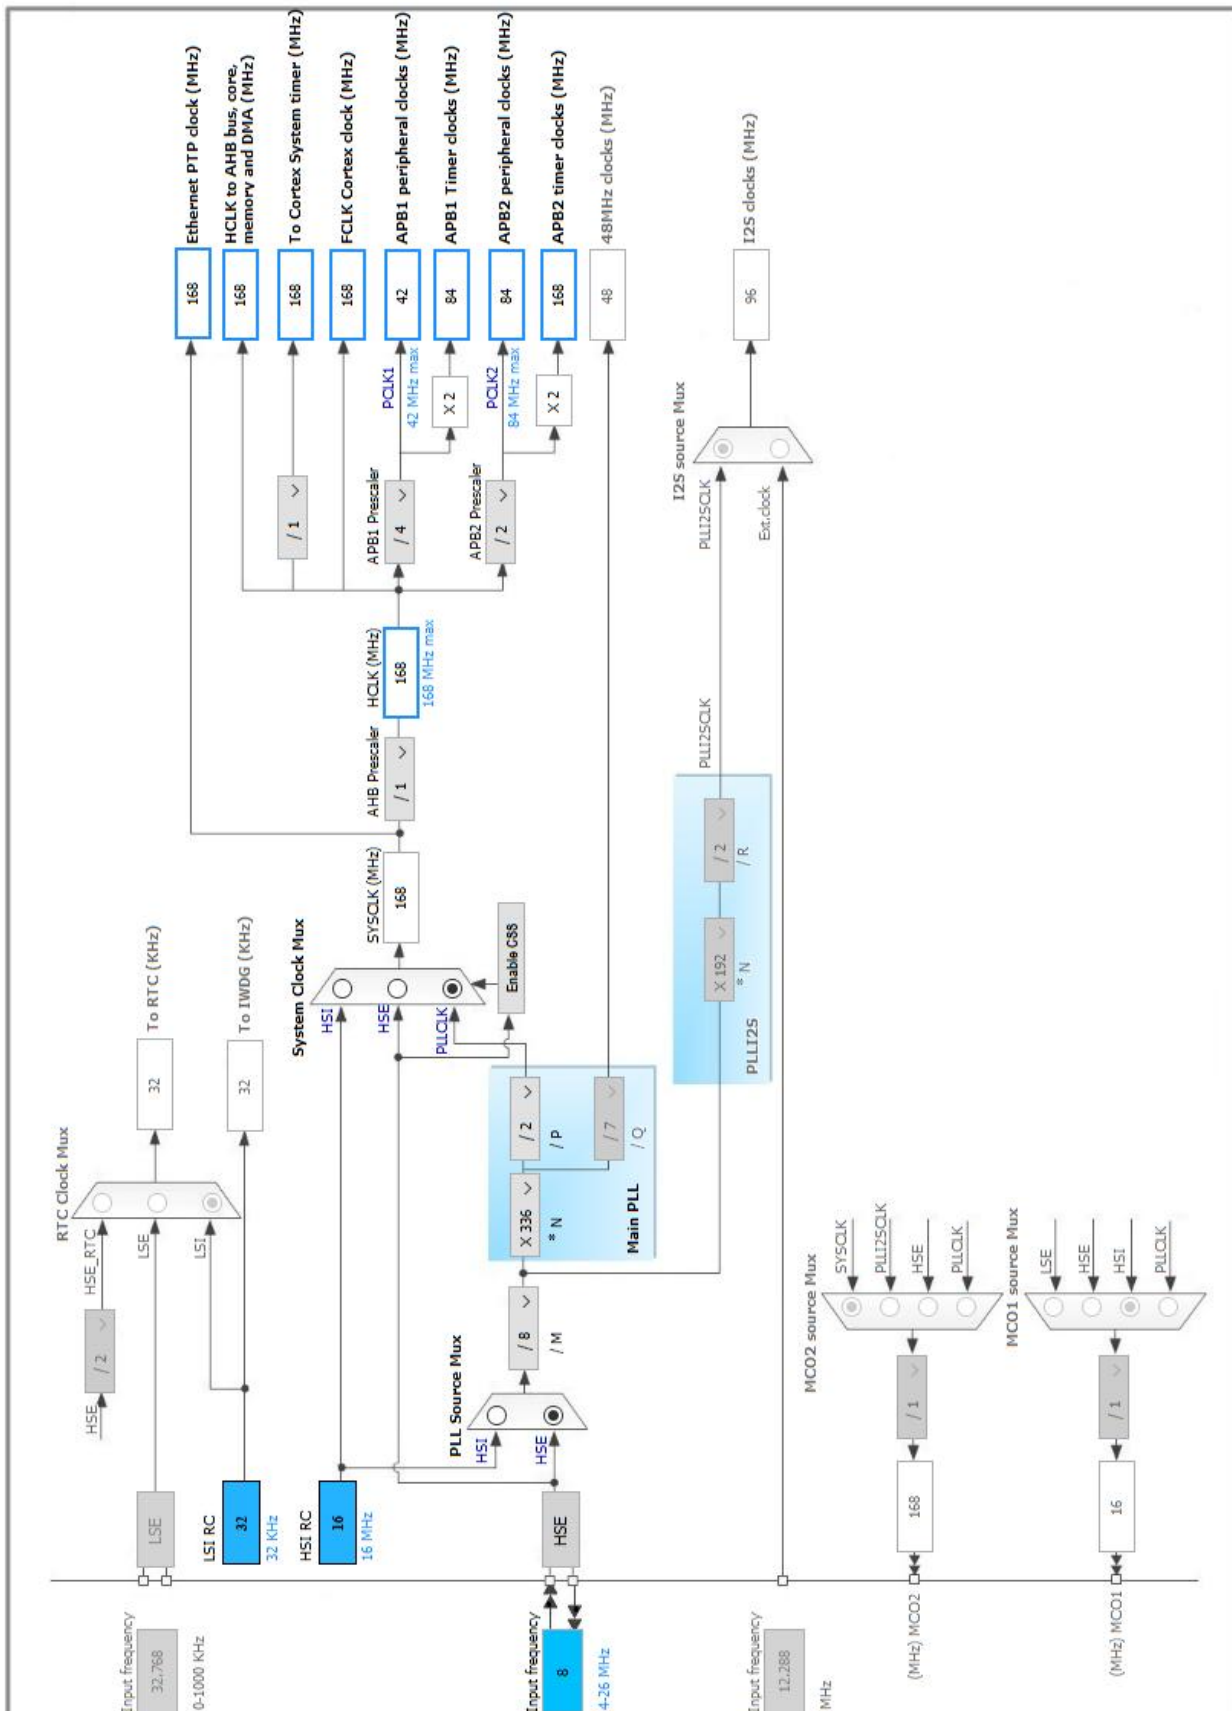 Input frequency
32.768
0-1000 KHz
LSE
HSE
/ 2
HSE_RTC
LSE
LSI
RTC Clock Mux
32
To RTC (KHz)
LSI RC
32
32 KHz
32
To IWDG (KHz)
HSI RC
16
16 MHz
Input frequency
8
4-26 MHz
HSE
PLL Source Mux
HSI
HSE
/ 8
/ M
X 336
* N
/ 2
/ P
/ 7
/ Q
Main PLL
System Clock Mux
HSI
HSE
PLLCLK
Enable CSS
SYSCLK (MHz)
168
AHB Prescaler
/ 1
HCLK (MHz)
168
168 MHz max
/ 1
APB1 Prescaler
/ 4
PCLK1
42 MHz max
X 2
APB2 Prescaler
/ 2
PCLK2
84 MHz max
X 2
168
Ethernet PTP clock (MHz)
168
HCLK to AHB bus, core,
memory and DMA (MHz)
168
To Cortex System timer (MHz)
168
FCLK Cortex clock (MHz)
42
APB1 peripheral clocks (MHz)
84
APB1 Timer clocks (MHz)
84
APB2 peripheral clocks (MHz)
168
APB2 timer clocks (MHz)
48
48MHz clocks (MHz)
X 192
* N
/ 2
/ R
PLLI2S
PLLI2SCLK
PLLI2SCLK
Ext.clock
I2S source Mux
96
I2S clocks (MHz)
Input frequency
12.288
MHz
MCO2 source Mux
SYSCLK
PLLI2SCLK
HSE
PLLCLK
/ 1
168
(MHz) MCO2
MCO1 source Mux
LSE
HSE
HSI
PLLCLK
/ 1
16
(MHz) MCO1